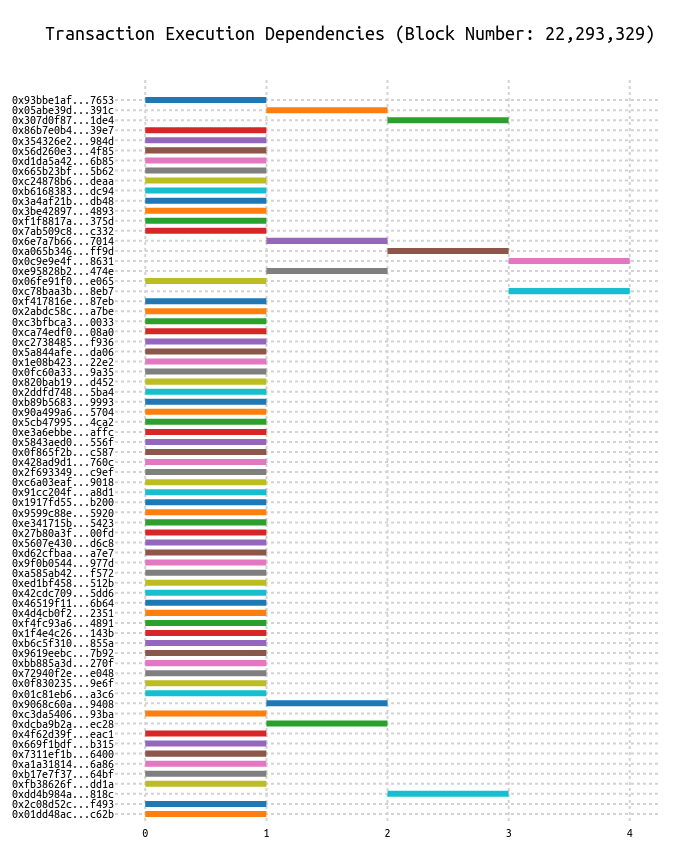 Transaction Execution Dependencies (Block Number: 22,293,329)
0x93bbe1af...7653
0x05abe39d...391c
0x307d0f87...1de4
0x86b7e0b4...39e7
0x354326e2...984d
0x56d260e3...4f85
0xd1da5a42...6b85
0x665b23bf...5b62
0xc24878b6...deaa
0xb6168383...dc94
0x3a4af21b...db48
0x3be42897...4893
0xf1f8817a...375d
0x7ab509c8...c332
0x6e7a7b66...7014
0xa065b346...ff9d
0x0c9e9e4f...8631
0xe95828b2...474e
0x06fe91f0...e065
0xc78baa3b...8eb7
0xf417816e...87eb
0x2abdc58c...a7be
0xc3bfbca3...0033
0xca74edf0...08a0
0xc2738485...f936
0x5a844afe...da06
0x1e08b423...22e2
0x0fc60a33...9a35
0x820bab19...d452
0x2ddfd748...5ba4
0xb89b5683...9993
0x90a499a6...5704
0x5cb47995...4ca2
0xe3a6ebbe...affc
0x5843aed0...556f
0x0f865f2b...c587
0x428ad9d1...760c
0x2f693349...c9ef
0xc6a03eaf...9018
0x91cc204f...a8d1
0x1917fd55...b200
0x9599c88e...5920
0xe341715b...5423
0x27b80a3f...00fd
0x5607e430...d6c8
0xd62cfbaa...a7e7
0x9f0b0544...977d
0xa585ab42...f572
0xed1bf458...512b
0x42cdc709...5dd6
0x46519f11...6b64
0x4d4cb0f2...2351
0xf4fc93a6...4891
0x1f4e4c26...143b
0xb6c5f310...855a
0x9619eebc...7b92
0xbb885a3d...270f
0x72940f2e...e048
0x0f830235...9e6f
0x01c81eb6...a3c6
0x9068c60a...9408
0xc3da5406...93ba
0xdcba9b2a...ec28
0x4f62d39f...eac1
0x669f1bdf...b315
0x7311ef1b...6400
0xa1a31814...6a86
0xb17e7f37...64bf
0xfb38626f...dd1a
0xdd4b984a...818c
0x2c08d52c...f493
0x01dd48ac...c62b
0 1 2 3 4